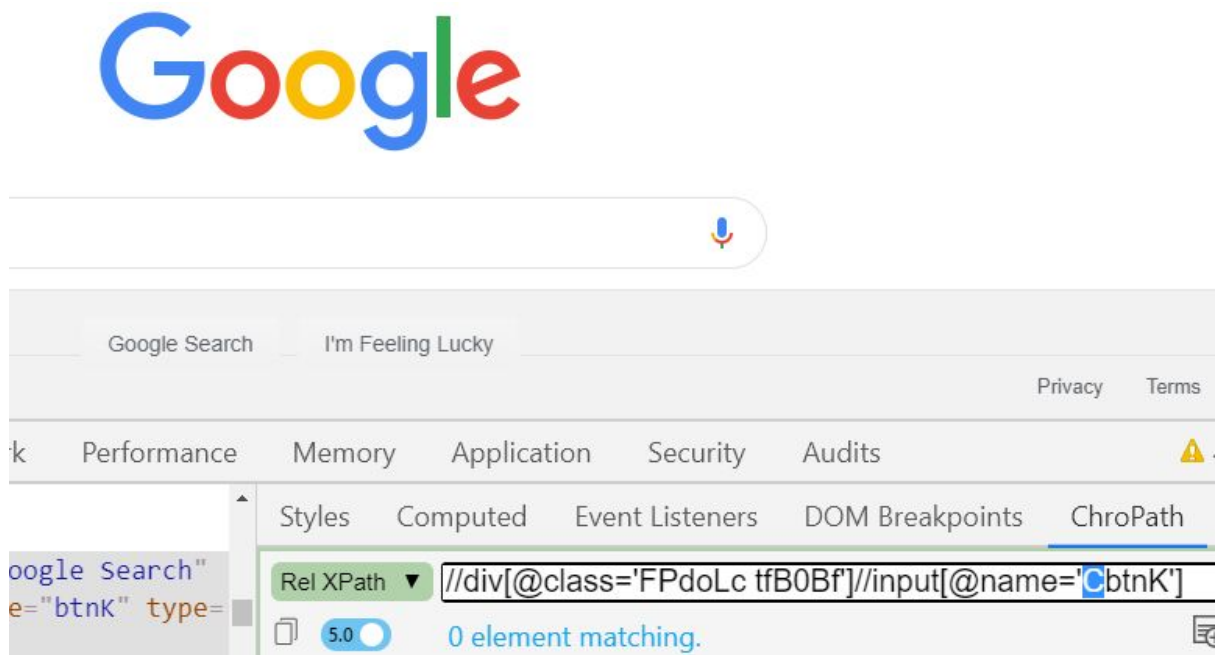 Google
Google Search I'm Feeling Lucky
Privacy Terms
rk Performance Memory Application Security Audits
Styles Computed Event Listeners DOM Breakpoints ChroPath
oogle Search"
e="btnK" type=
Rel XPath ▼ //div[@class='FPdoLc tfB0Bf']//input[@name='CbtnK']
5.0 0 element matching.